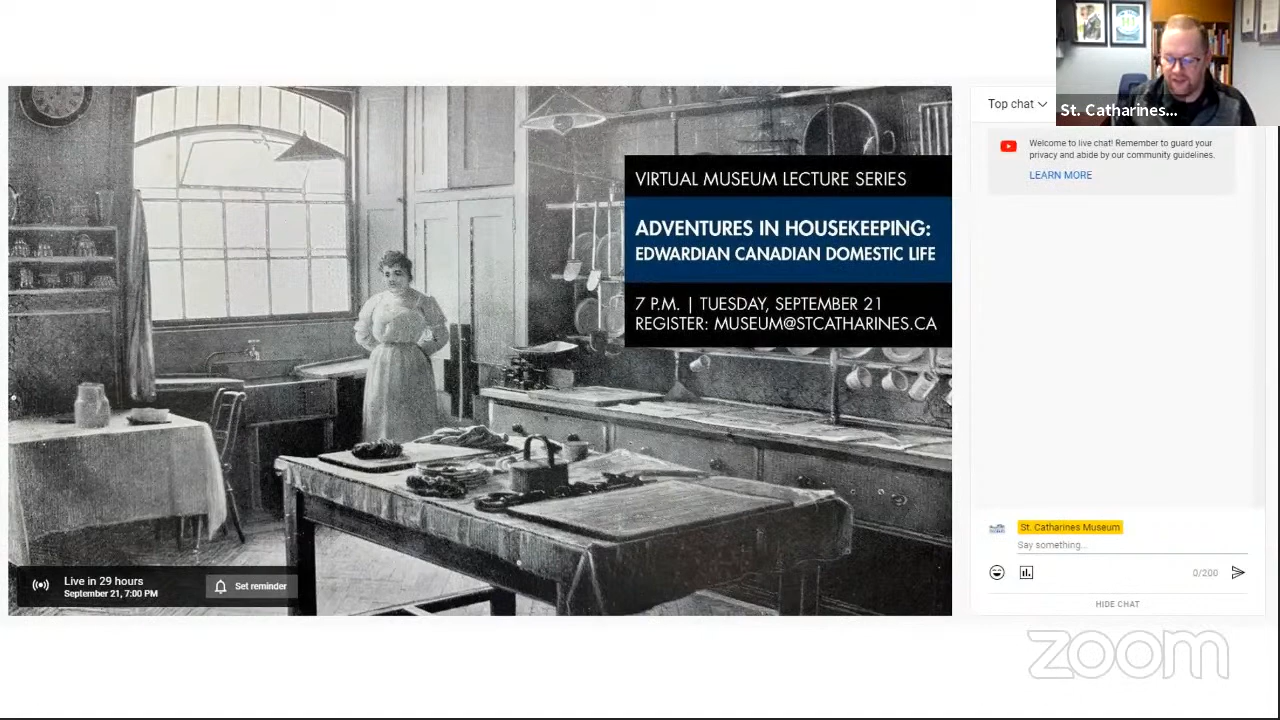 VIRTUAL MUSEUM LECTURE SERIES
ADVENTURES IN HOUSEKEEPING:
EDWARDIAN CANADIAN DOMESTIC LIFE
7 P.M. | TUESDAY, SEPTEMBER 21
REGISTER: MUSEUM@STCATHARINES.CA
Live in 29 hours
September 21, 7:00 PM
Set reminder
St. Catharines...
Top chat
Welcome to live chat! Remember to guard your
privacy and abide by our community guidelines.
LEARN MORE
St. Catharines Museum
Say something...
0/200
HIDE CHAT
zoom